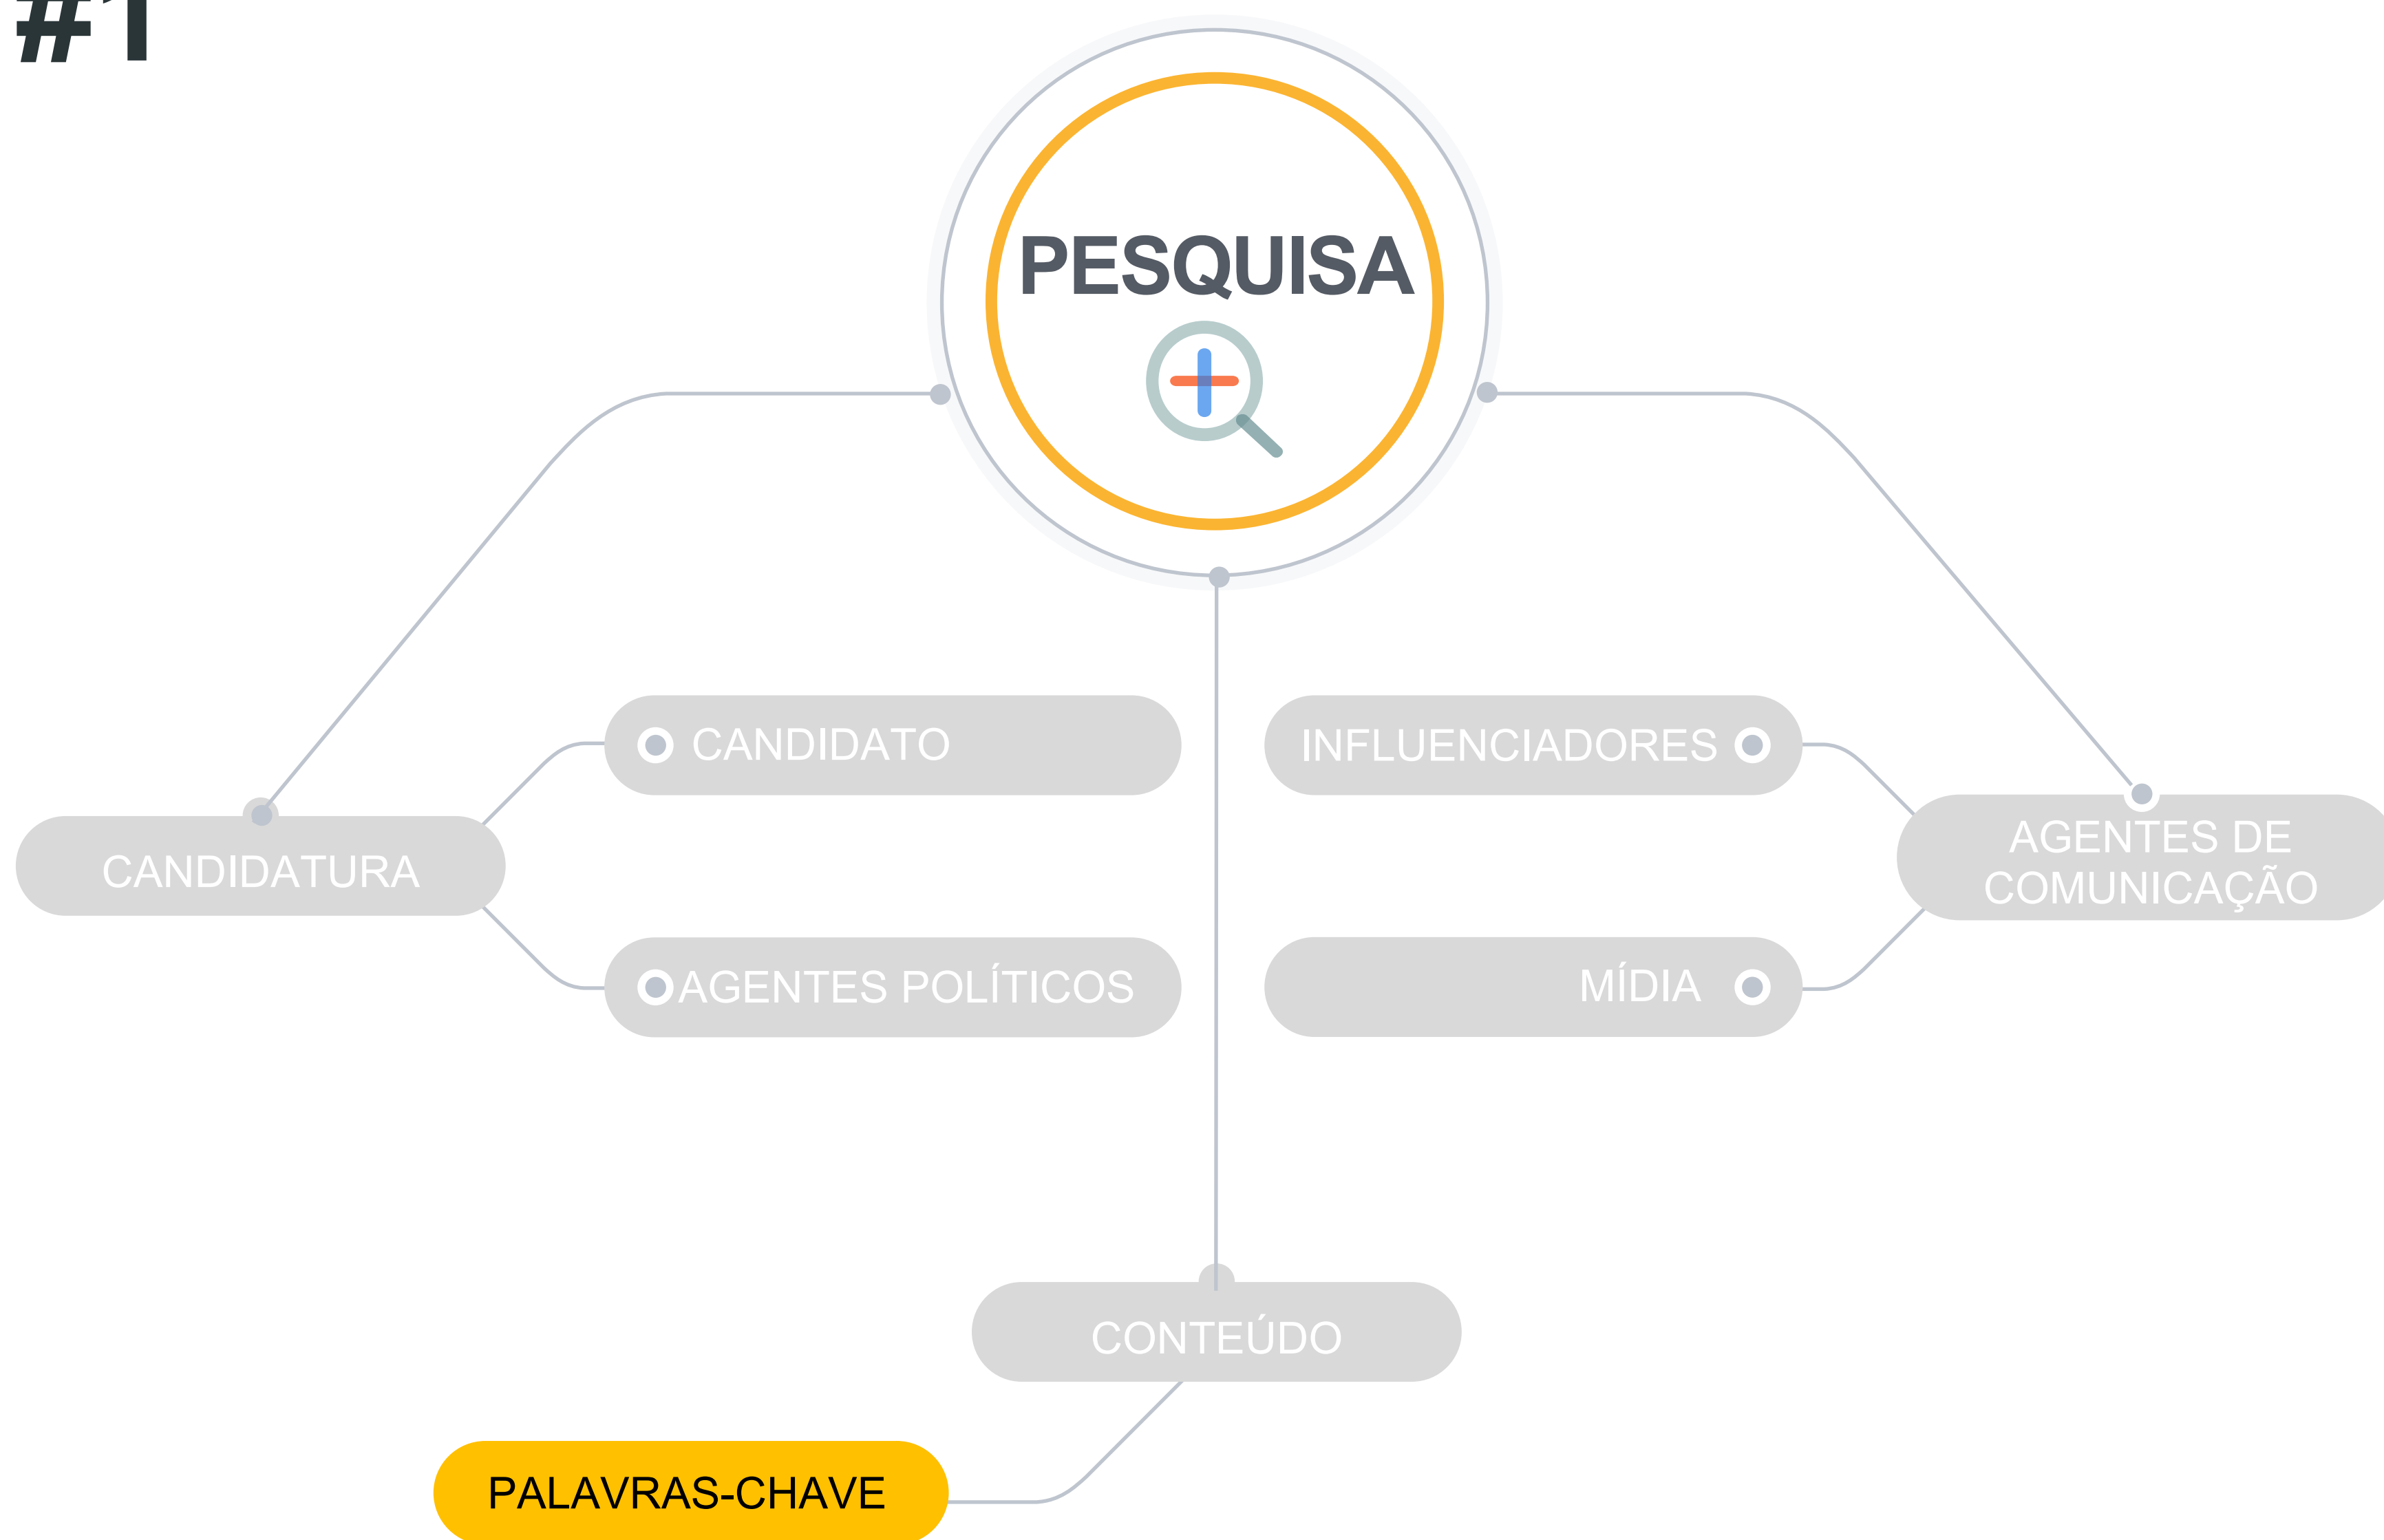 #1
PESQUISA
CANDIDATO
INFLUENCIADORES
CANDIDATURA
AGENTES DE
COMUNICAÇÃO
AGENTES POLÍTICOS
MÍDIA
CONTEÚDO
PALAVRAS-CHAVE